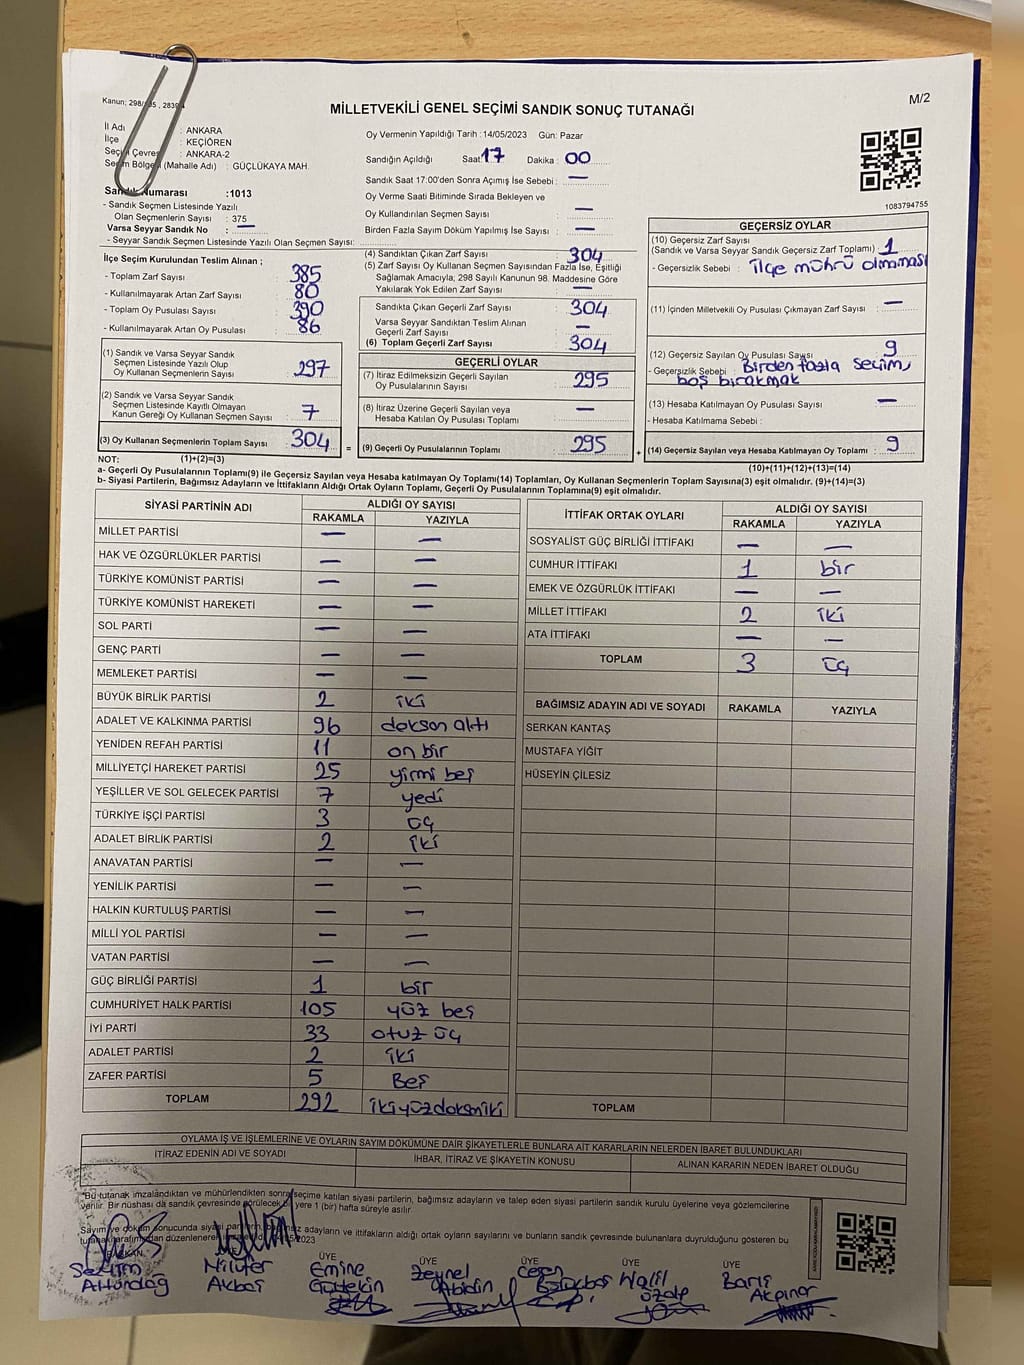 Kanun; 298/
M/2
MİLLETVEKİLİ GENEL SEÇİMİ SANDIK SONUÇ TUTANAĞI
İl Adı : ANKARA
İlçe : KEÇİÖREN
Çevre : ANKARA-2
(Mahalle Adı) : GÜÇLÜKAYA MAH.
Sandık Numarası :1013
- Sandık Seçmen Listesinde Yazılı
Olan Seçmenlerin Sayısı : 375
Varsa Seyyar Sandık No : —
- Seyyar Sandık Seçmen Listesinde Yazılı Olan Seçmen Sayısı:
İlçe Seçim Kurulundan Teslim Alınan ;
- Toplam Zarf Sayısı : 385
- Kullanılmayarak Artan Zarf Sayısı : 80
- Toplam Oy Pusulası Sayısı : 390
- Kullanılmayarak Artan Oy Pusulası : 86
(1) Sandık ve Varsa Seyyar Sandık
Seçmen Listesinde Yazılı Olup
Oy Kullanan Seçmenlerin Sayısı : 297
(2) Sandık ve Varsa Seyyar Sandık
Seçmen Listesinde Kayıtlı Olmayan
Kanun Gereği Oy Kullanan Seçmen Sayısı : 7
(3) Oy Kullanan Seçmenlerin Toplam Sayısı : 304
Oy Vermenin Yapıldığı Tarih : 14/05/2023 Gün: Pazar
Sandığın Açıldığı Saat : 17 Dakika : 00
Sandık Saat 17:00'den Sonra Açımış İse Sebebi : —
Oy Verme Saati Bitiminde Sırada Bekleyen ve
Oy Kullandırılan Seçmen Sayısı : —
Birden Fazla Sayım Döküm Yapılmış İse Sayısı : —
(4) Sandıktan Çıkan Zarf Sayısı : 304
(5) Zarf Sayısı Oy Kullanan Seçmen Sayısından Fazla İse, Eşitliği
Sağlamak Amacıyla, 298 Sayılı Kanunun 98. Maddesine Göre
Yakılarak Yok Edilen Zarf Sayısı : —
Sandıkta Çıkan Geçerli Zarf Sayısı : 304
Varsa Seyyar Sandıktan Teslim Alınan
Geçerli Zarf Sayısı : —
(6) Toplam Geçerli Zarf Sayısı : 304
GEÇERLİ OYLAR
(7) İtiraz Edilmeksizin Geçerli Sayılan
Oy Pusulalarının Sayısı : 295
(8) İtiraz Üzerine Geçerli Sayılan veya
Hesaba Katılan Oy Pusulası Toplamı : —
= (9) Geçerli Oy Pusulalarının Toplamı : 295
1083794755
GEÇERSİZ OYLAR
(10) Geçersiz Zarf Sayısı
(Sandık ve Varsa Seyyar Sandık Geçersiz Zarf Toplamı) : 1
- Geçersizlik Sebebi : ilçe mührü olmaması
(11) İçinden Milletvekili Oy Pusulası Çıkmayan Zarf Sayısı : —
(12) Geçersiz Sayılan Oy Pusulası Sayısı : 9
- Geçersizlik Sebebi : Birden fazla seçim,
boş bırakmak
(13) Hesaba Katılmayan Oy Pusulası Sayısı : —
- Hesaba Katılmama Sebebi :
+ (14) Geçersiz Sayılan veya Hesaba Katılmayan Oy Toplamı : 9
NOT: (1)+(2)=(3)
(10)+(11)+(12)+(13)=(14)
a- Geçerli Oy Pusulalarının Toplamı(9) ile Geçersiz Sayılan veya Hesaba katılmayan Oy Toplamı(14) Toplamları, Oy Kullanan Seçmenlerin Toplam Sayısına(3) eşit olmalıdır. (9)+(14)=(3)
b- Siyasi Partilerin, Bağımsız Adayların ve İttifakların Aldığı Ortak Oyların Toplamı, Geçerli Oy Pusulalarının Toplamına(9) eşit olmalıdır.
SİYASİ PARTİNİN ADI ALDIĞI OY SAYISI
RAKAMLA YAZIYLA
MİLLET PARTİSİ — —
HAK VE ÖZGÜRLÜKLER PARTİSİ — —
TÜRKİYE KOMÜNİST PARTİSİ — —
TÜRKİYE KOMÜNİST HAREKETİ — —
SOL PARTİ — —
GENÇ PARTİ — —
MEMLEKET PARTİSİ — —
BÜYÜK BİRLİK PARTİSİ 2 iki
ADALET VE KALKINMA PARTİSİ 96 doksan altı
YENİDEN REFAH PARTİSİ 11 on bir
MİLLİYETÇİ HAREKET PARTİSİ 25 yirmi beş
YEŞİLLER VE SOL GELECEK PARTİSİ 7 yedi
TÜRKİYE İŞÇİ PARTİSİ 3 üç
ADALET BİRLİK PARTİSİ 2 iki
ANAVATAN PARTİSİ — —
YENİLİK PARTİSİ — —
HALKIN KURTULUŞ PARTİSİ — —
MİLLİ YOL PARTİSİ — —
VATAN PARTİSİ — —
GÜÇ BİRLİĞİ PARTİSİ 1 bir
CUMHURİYET HALK PARTİSİ 105 yüz beş
İYİ PARTİ 33 otuz üç
ADALET PARTİSİ 2 iki
ZAFER PARTİSİ 5 Beş
TOPLAM 292 ikiyüzdoksaniki
İTTİFAK ORTAK OYLARI ALDIĞI OY SAYISI
RAKAMLA YAZIYLA
SOSYALİST GÜÇ BİRLİĞİ İTTİFAKI — —
CUMHUR İTTİFAKI 1 bir
EMEK VE ÖZGÜRLÜK İTTİFAKI — —
MİLLET İTTİFAKI 2 iki
ATA İTTİFAKI — —
TOPLAM 3 üç
BAĞIMSIZ ADAYIN ADI VE SOYADI RAKAMLA YAZIYLA
SERKAN KANTAŞ
MUSTAFA YİĞİT
HÜSEYİN ÇİLESİZ
TOPLAM
OYLAMA İŞ VE İŞLEMLERİNE VE OYLARIN SAYIM DÖKÜMÜNE DAİR ŞİKAYETLERLE BUNLARA AİT KARARLARIN NELERDEN İBARET BULUNDUKLARI
İTİRAZ EDENİN ADI VE SOYADI İHBAR, İTİRAZ VE ŞİKAYETİN KONUSU ALINAN KARARIN NEDEN İBARET OLDUĞU
"Bu tutanak imzalandıktan ve mühürlendikten sonra seçime katılan siyasi partilerin, bağımsız adayların ve talep eden siyasi partilerin sandık kurulu üyelerine veya gözlemcilerine
verilir. Bir nüshası da sandık çevresinde görülecek yere 1 (bir) hafta süreyle asılır.
Sayım ve döküm sonucunda siyasi adayların ve ittifakların aldığı ortak oyların sayısını ve bunların sandık çevresinde bulunanlara duyrulduğunu gösteren bu
BAŞKAN ÜYE ÜYE ÜYE ÜYE ÜYE
Selim Nilüfer Emine Zeynel Ceren Halil Barış
Altındağ Akbaş Gültekin Abidin Özalp Akpınar